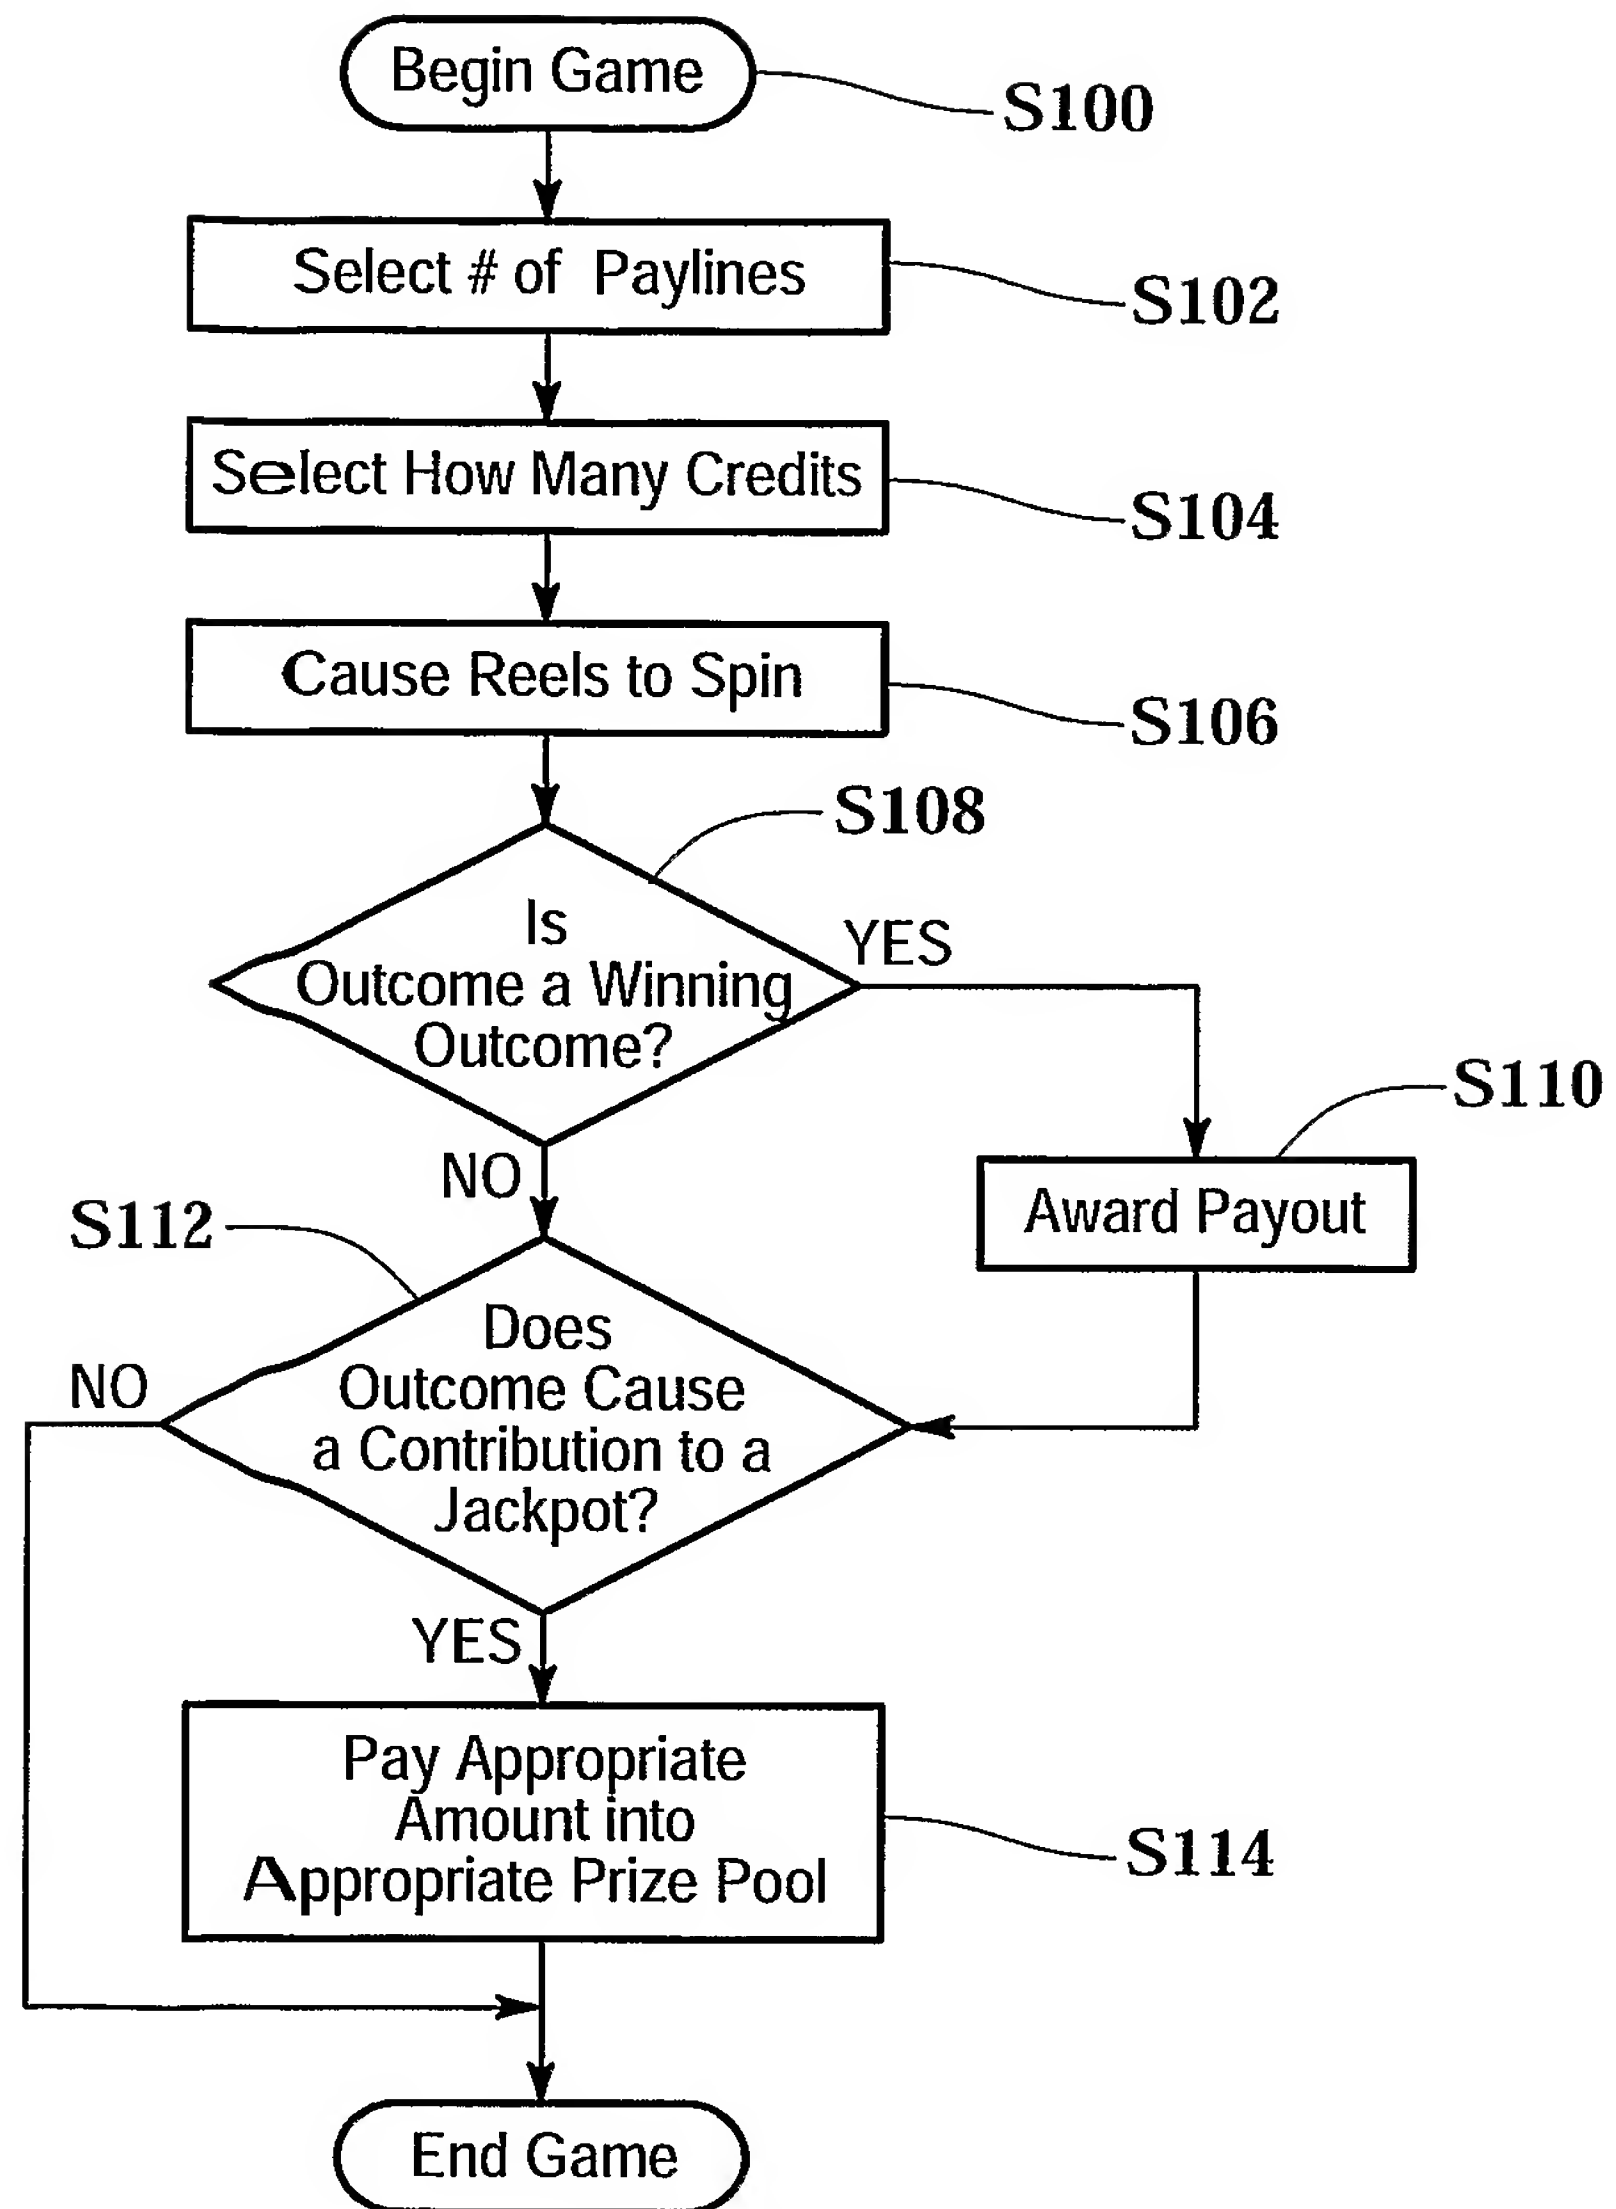 Begin Game
S100
Select # of Paylines
S102
Select How Many Credits
S104
Cause Reels to Spin
S106
S108
Is
Outcome a Winning
Outcome?
YES
NO
S110
Award Payout
S112
Does
Outcome Cause
a Contribution to a
Jackpot?
NO
YES
Pay Appropriate
Amount into
Appropriate Prize Pool
S114
End Game